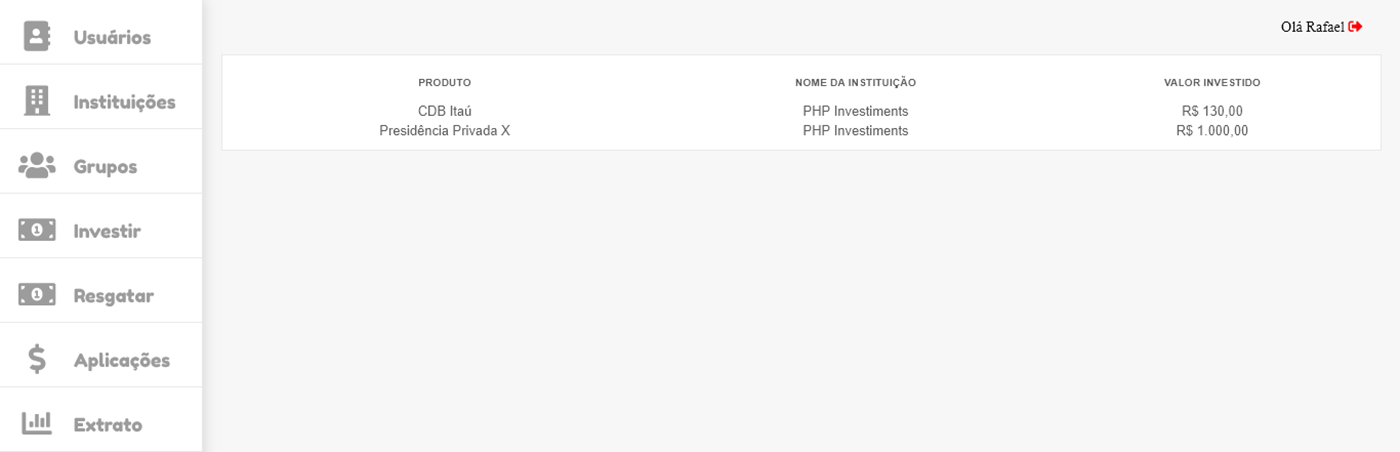 Olá Rafael
Usuários
Instituições
Grupos
Investir
Resgatar
Aplicações
Extrato
PRODUTO NOME DA INSTITUIÇÃO VALOR INVESTIDO
CDB Itaú PHP Investiments R$ 130,00
Presidência Privada X PHP Investiments R$ 1.000,00